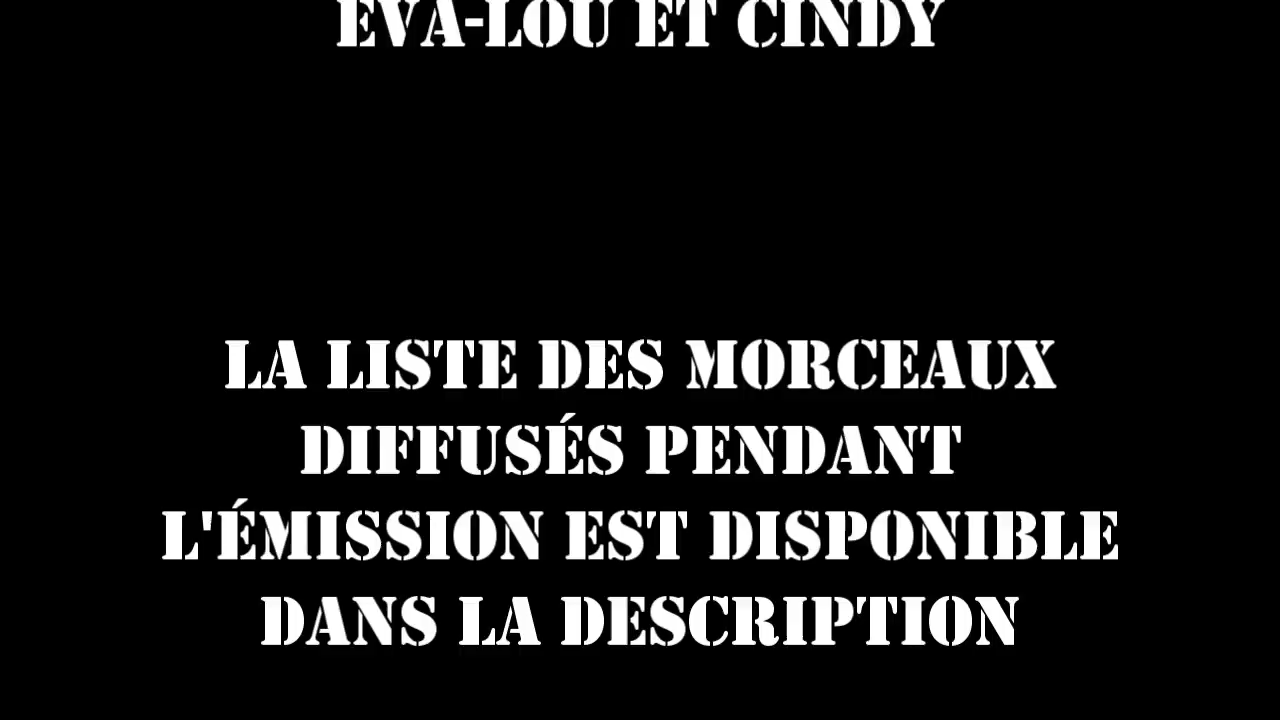 EVA-LOU ET CINDY
LA LISTE DES MORCEAUX
DIFFUSÉS PENDANT
L'ÉMISSION EST DISPONIBLE
DANS LA DESCRIPTION